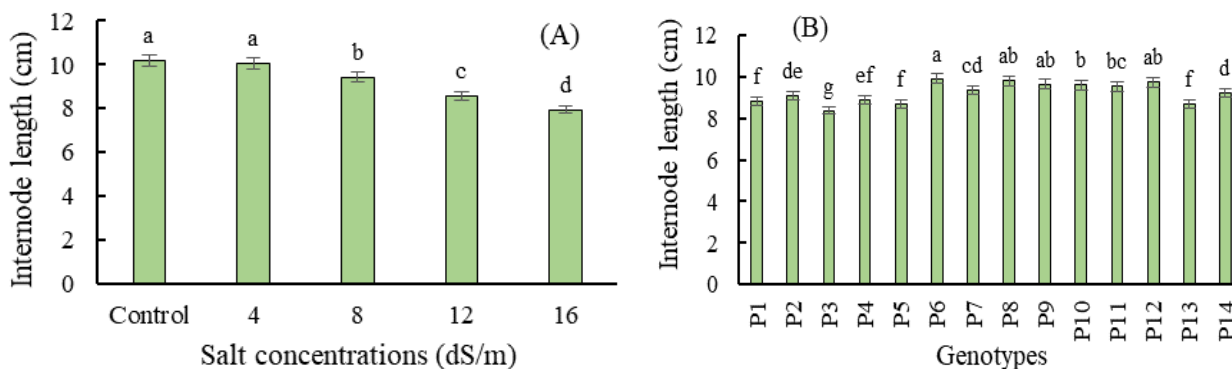 (A)
Internode length (cm)
12
10
8
6
4
2
0
a
a
b
c
d
Control 4 8 12 16
Salt concentrations (dS/m)
(B)
Internode length (cm)
12
10
8
6
4
2
0
f de g ef f a cd ab ab b bc ab f d
P1 P2 P3 P4 P5 P6 P7 P8 P9 P10 P11 P12 P13 P14
Genotypes